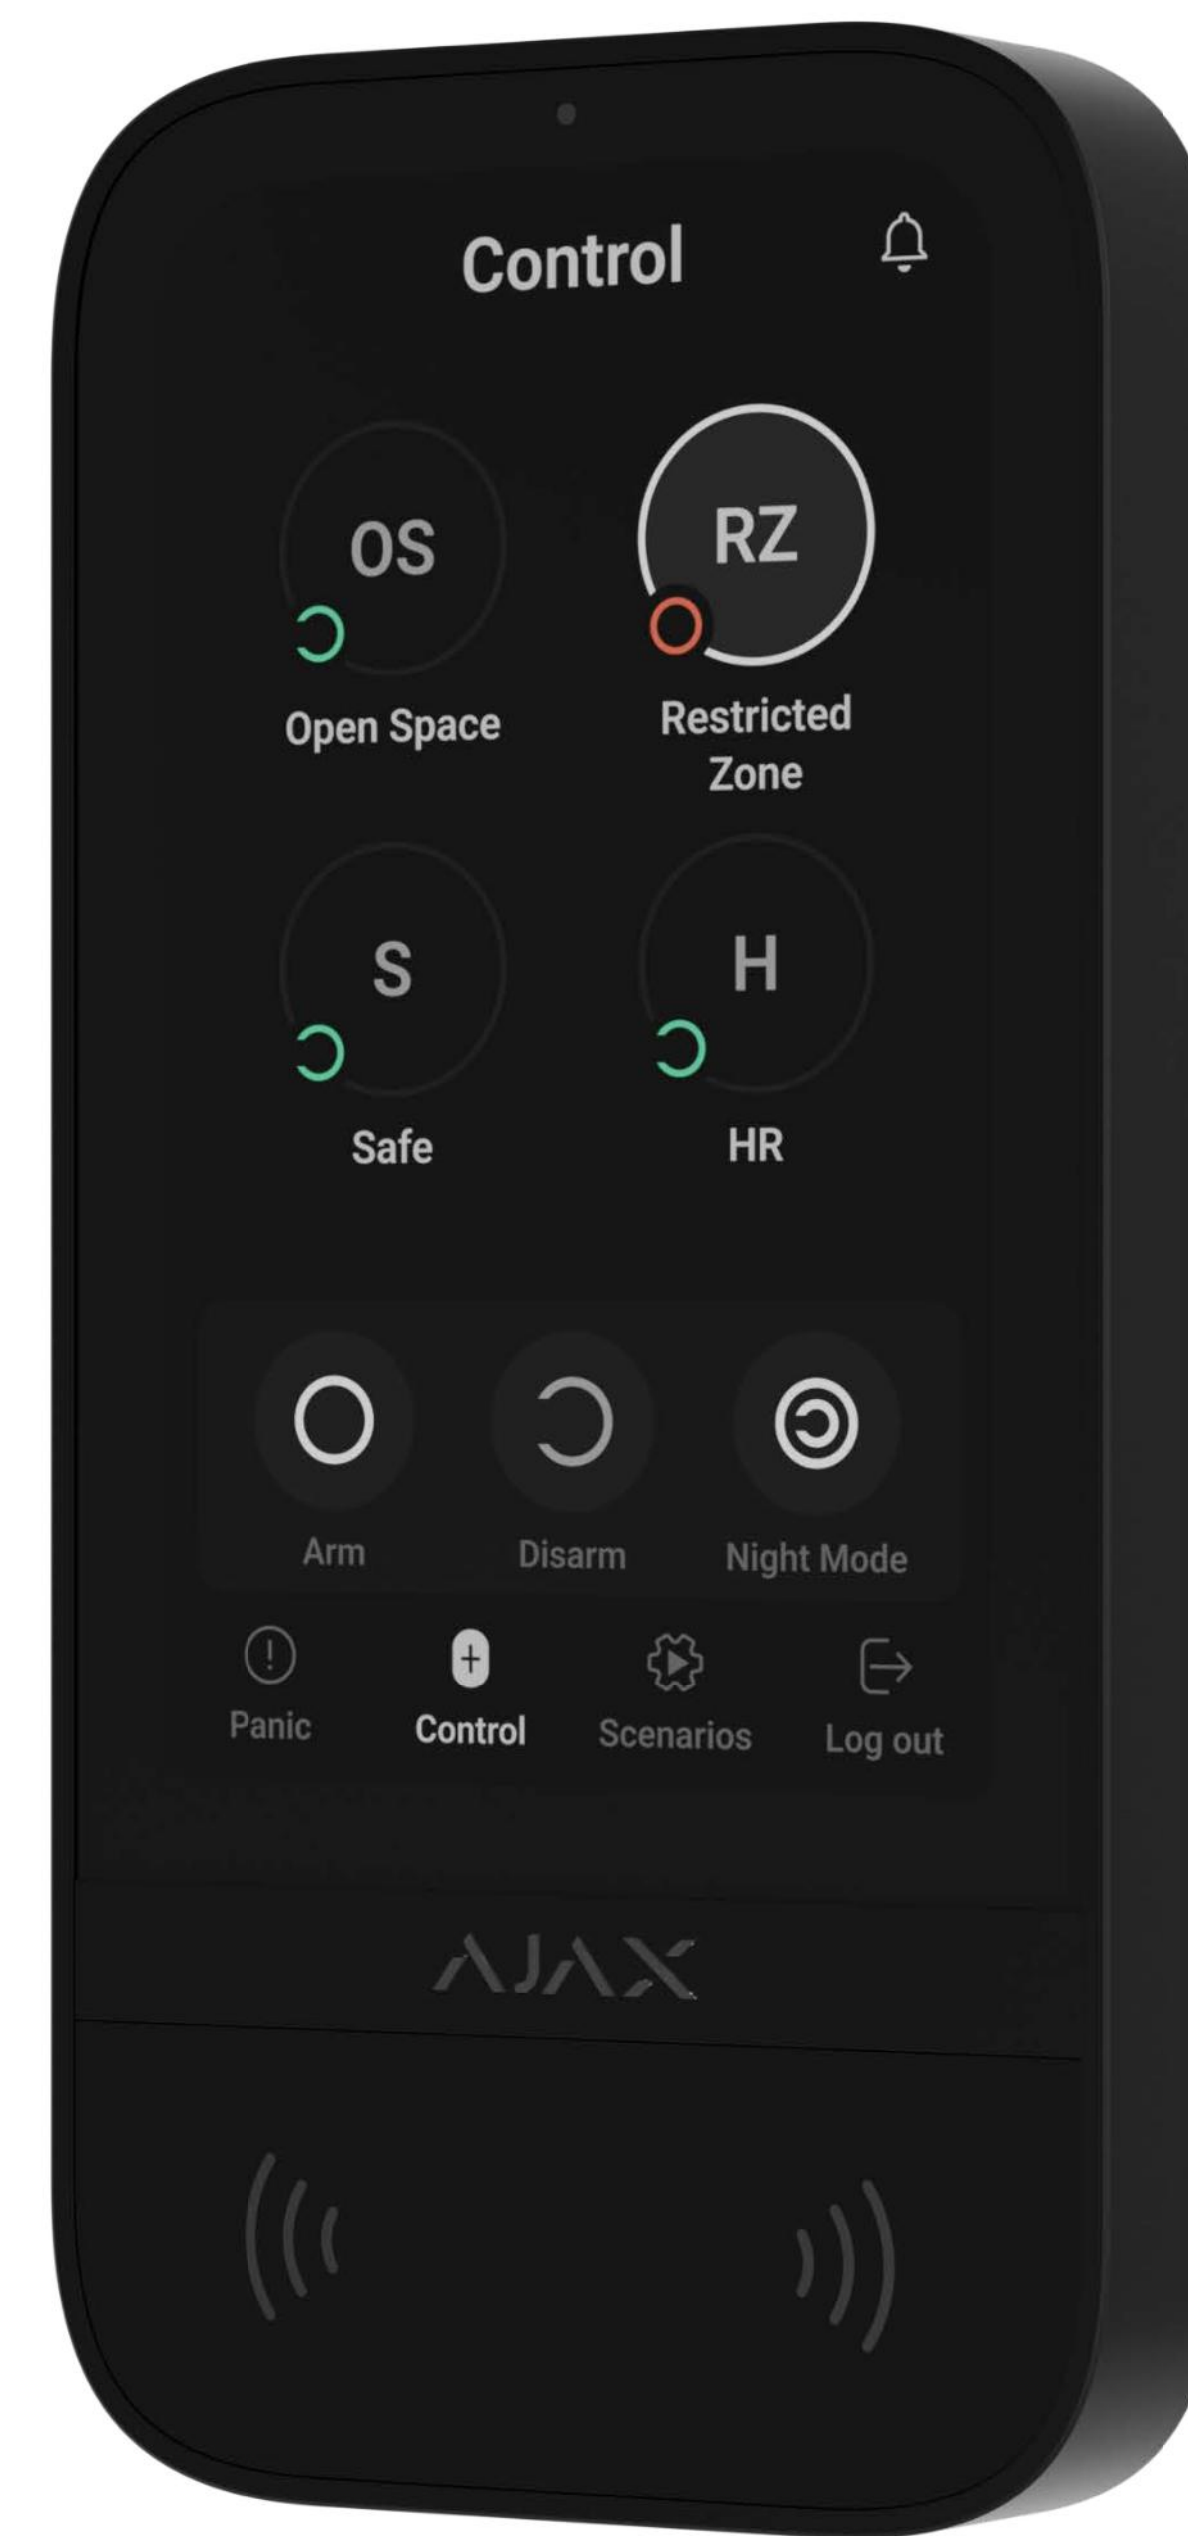 Control
OS
RZ
Open Space
Restricted
Zone
S
H
Safe
HR
Arm
Disarm
Night Mode
Panic
Control
Scenarios
Log out
AJAX